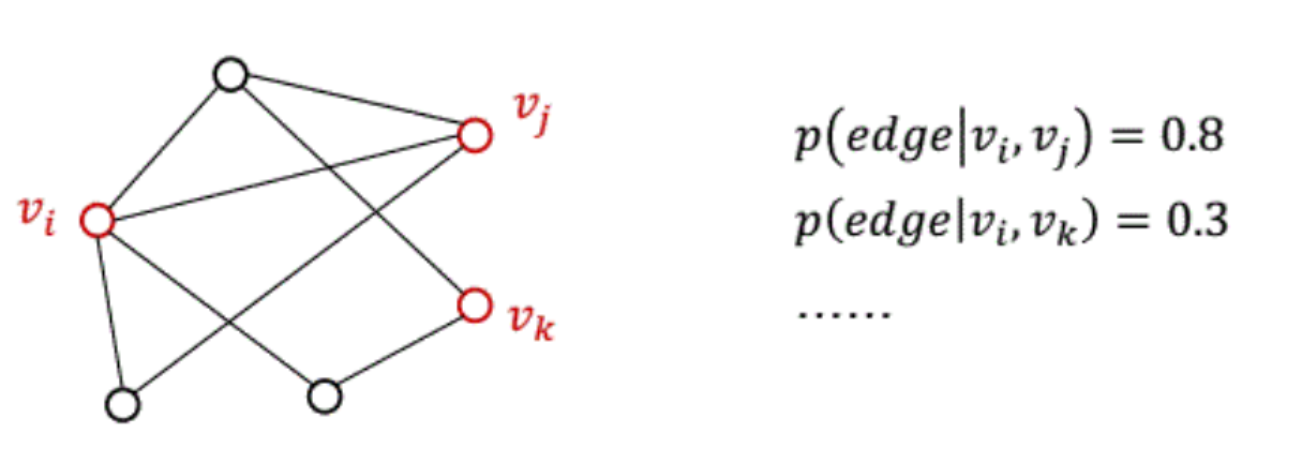 v_j
v_i
v_k
p(edge|v_i, v_j) = 0.8
p(edge|v_i, v_k) = 0.3
......